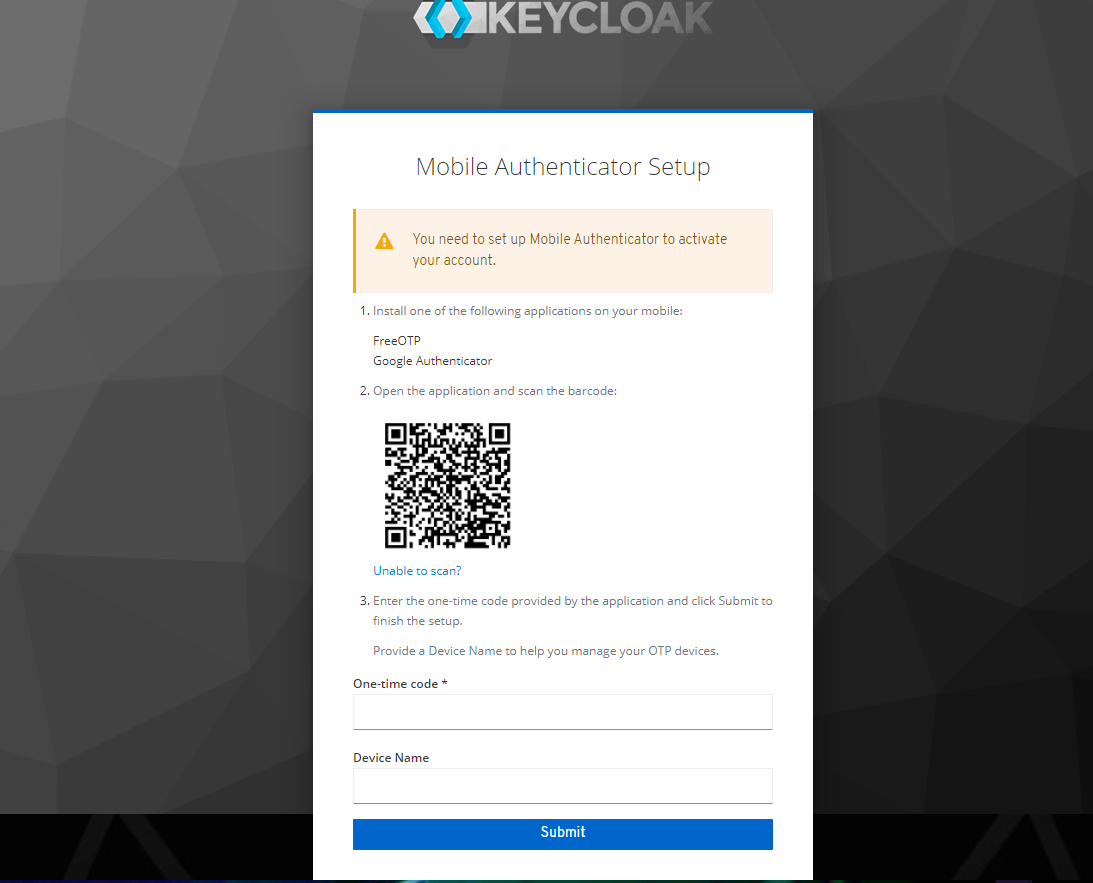 KEYCLOAK
Mobile Authenticator Setup
You need to set up Mobile Authenticator to activate
your account.
1. Install one of the following applications on your mobile:
FreeOTP
Google Authenticator
2. Open the application and scan the barcode:
Unable to scan?
3. Enter the one-time code provided by the application and click Submit to
finish the setup.
Provide a Device Name to help you manage your OTP devices.
One-time code *
Device Name
Submit